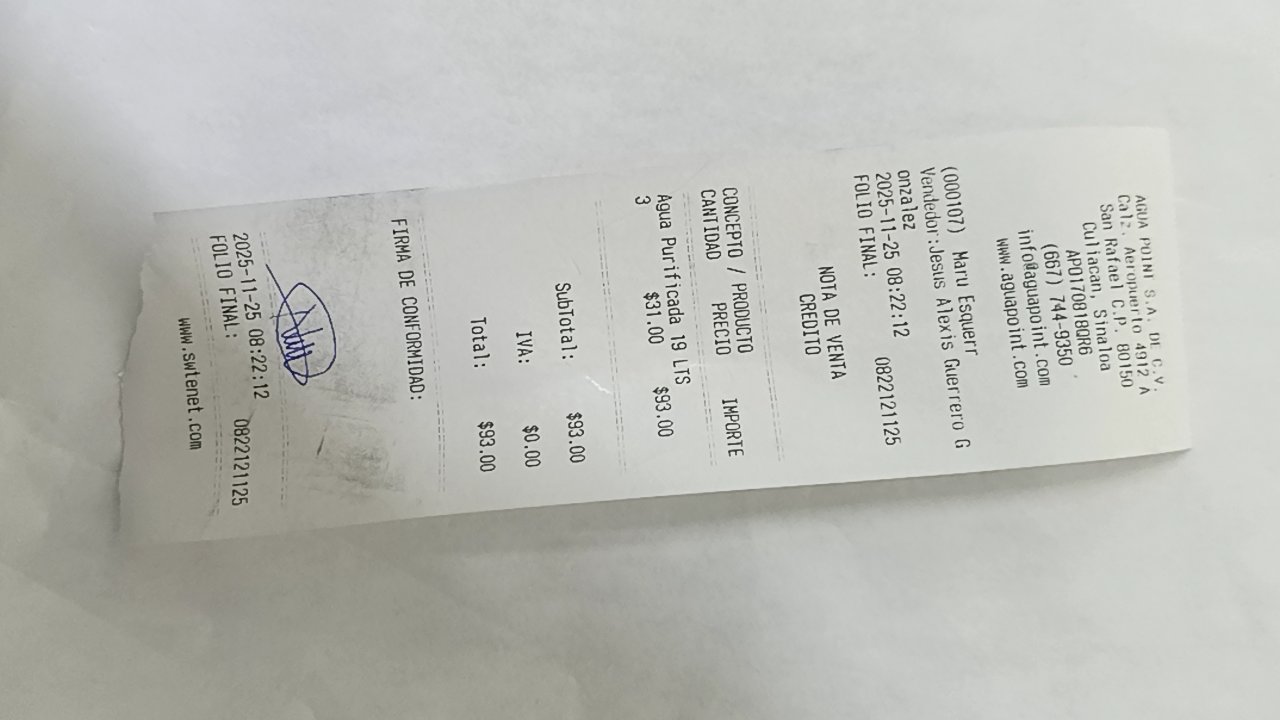 AGUA POINT S.A. DE C.V.
Calz. Aeropuerto 4912 A
San Rafael C.P. 80150
Culiacan, Sinaloa
APO170818QR6
(667) 744-9350
info@aguapoint.com
www.aguapoint.com
(000107) Maru Esquerr
Vendedor:Jesus Alexis Guerrero G
onzalez
2025-11-25 08:22:12 0822121125
FOLIO FINAL:
NOTA DE VENTA
CREDITO
CONCEPTO / PRODUCTO
CANTIDAD PRECIO IMPORTE
Agua Purificada 19 LTS
3 $31.00 $93.00
SubTotal: $93.00
IVA: $0.00
Total: $93.00
FIRMA DE CONFORMIDAD:
2025-11-25 08:22:12 0822121125
FOLIO FINAL:
www.swtenet.com